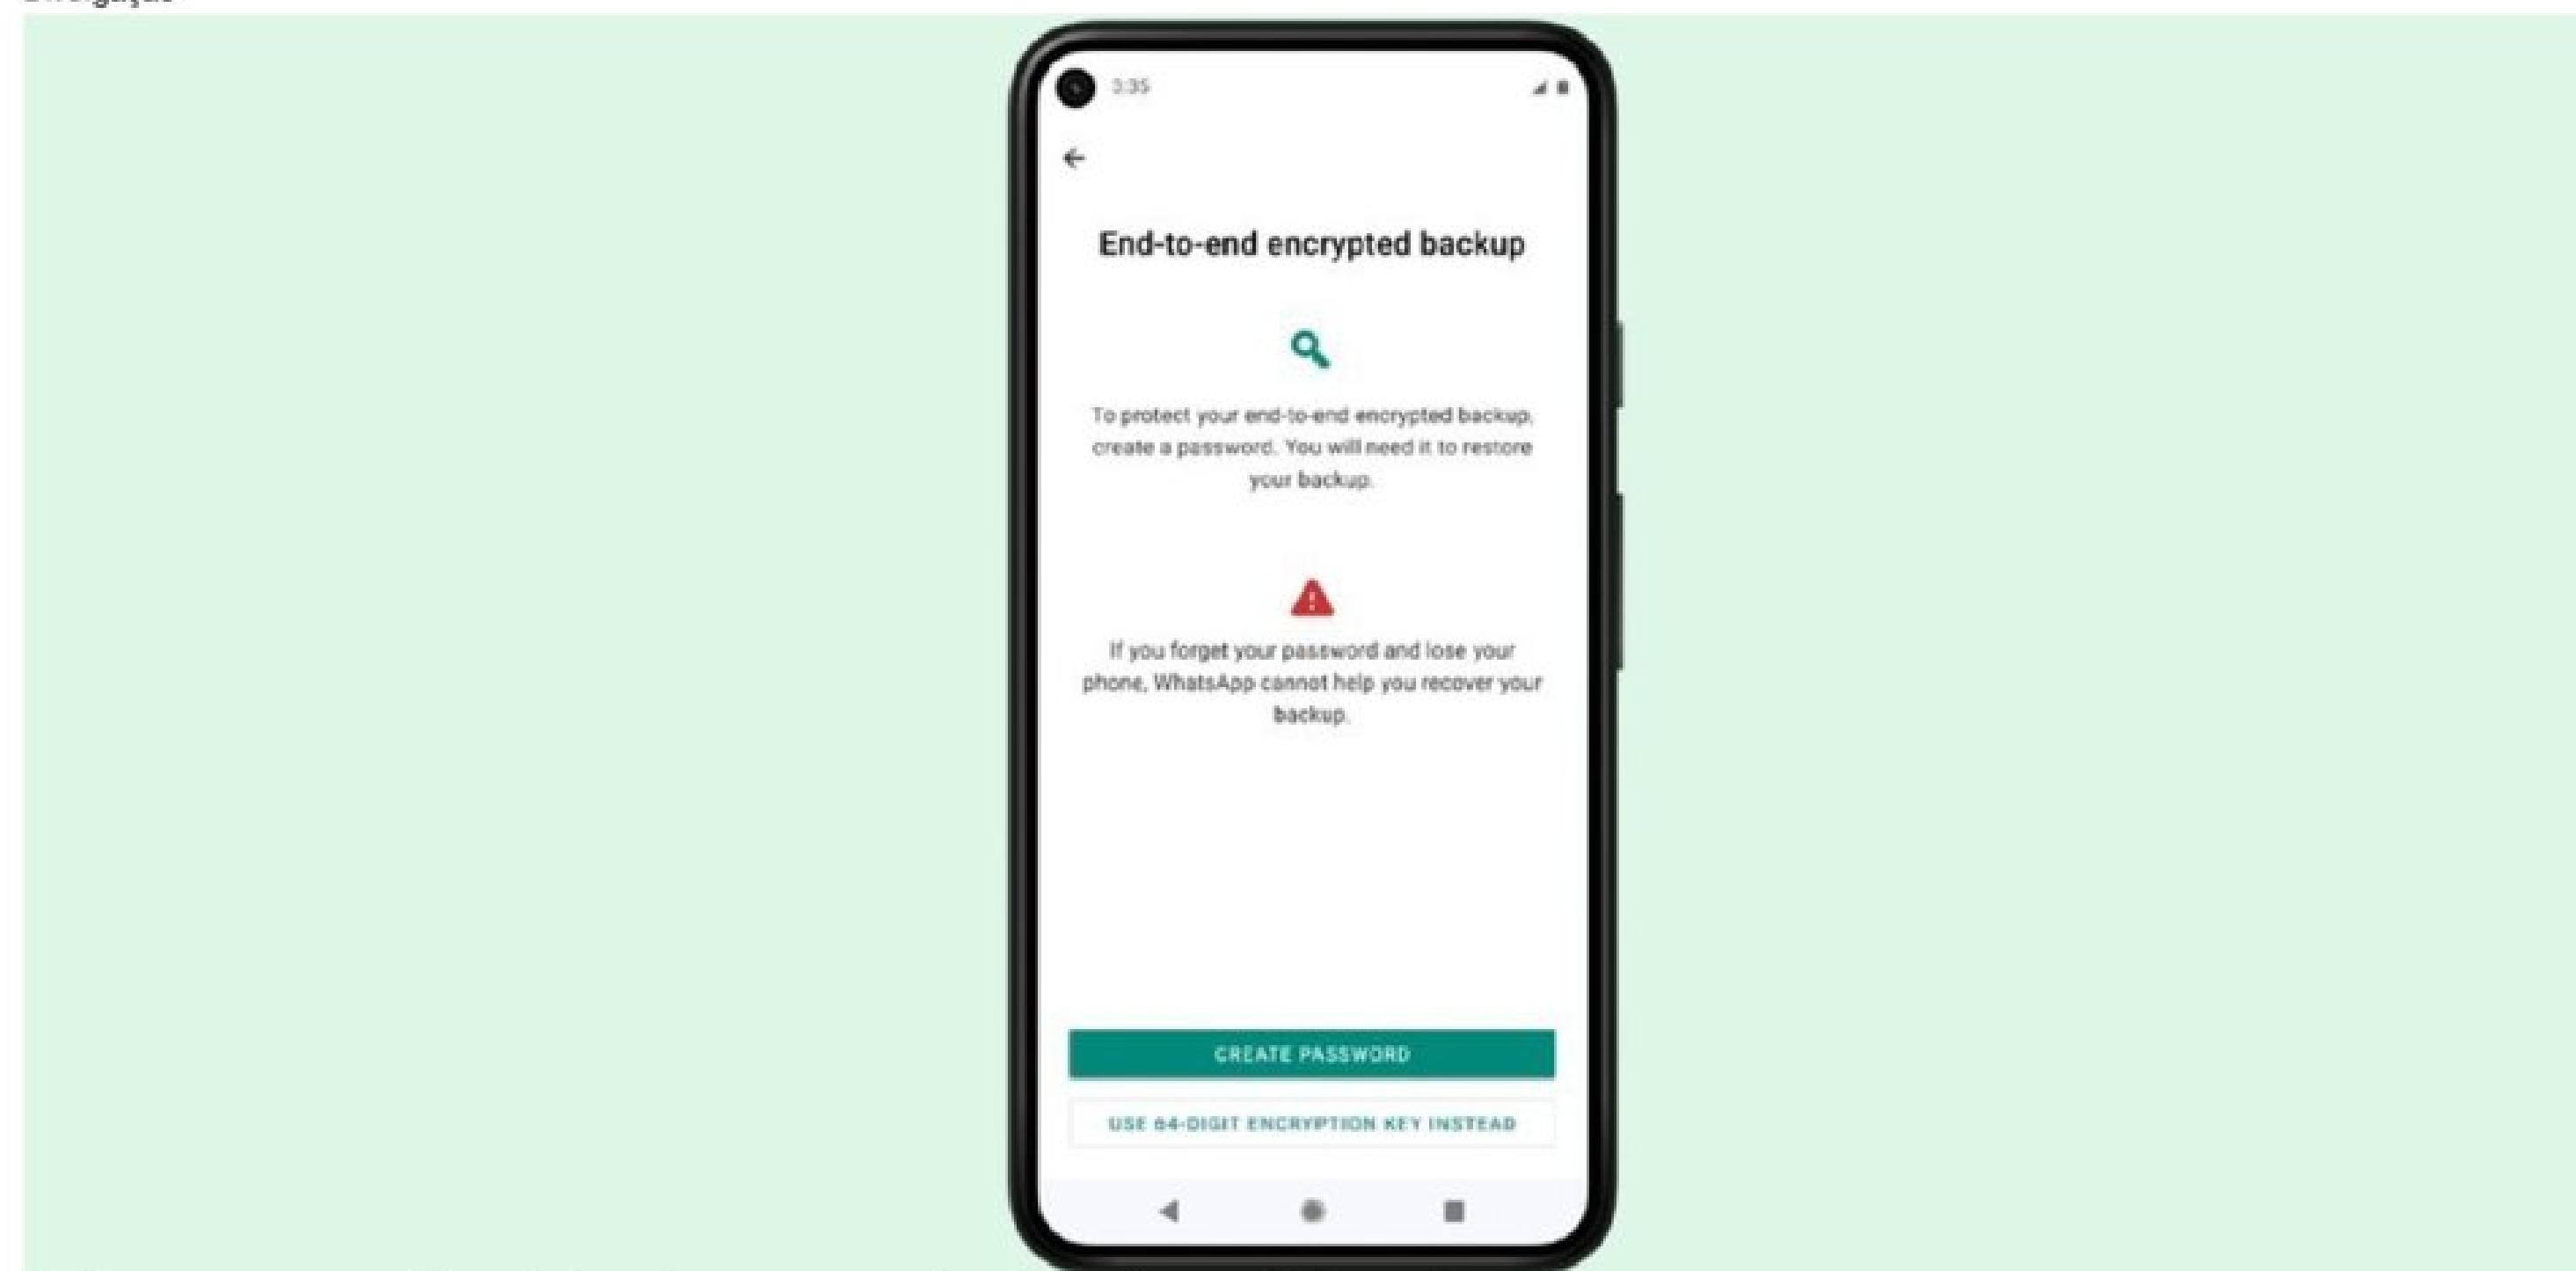 3:35
End-to-end encrypted backup
To protect your end-to-end encrypted backup,
create a password. You will need it to restore
your backup.
If you forget your password and lose your
phone, WhatsApp cannot help you recover your
backup.
CREATE PASSWORD
USE 64-DIGIT ENCRYPTION KEY INSTEAD